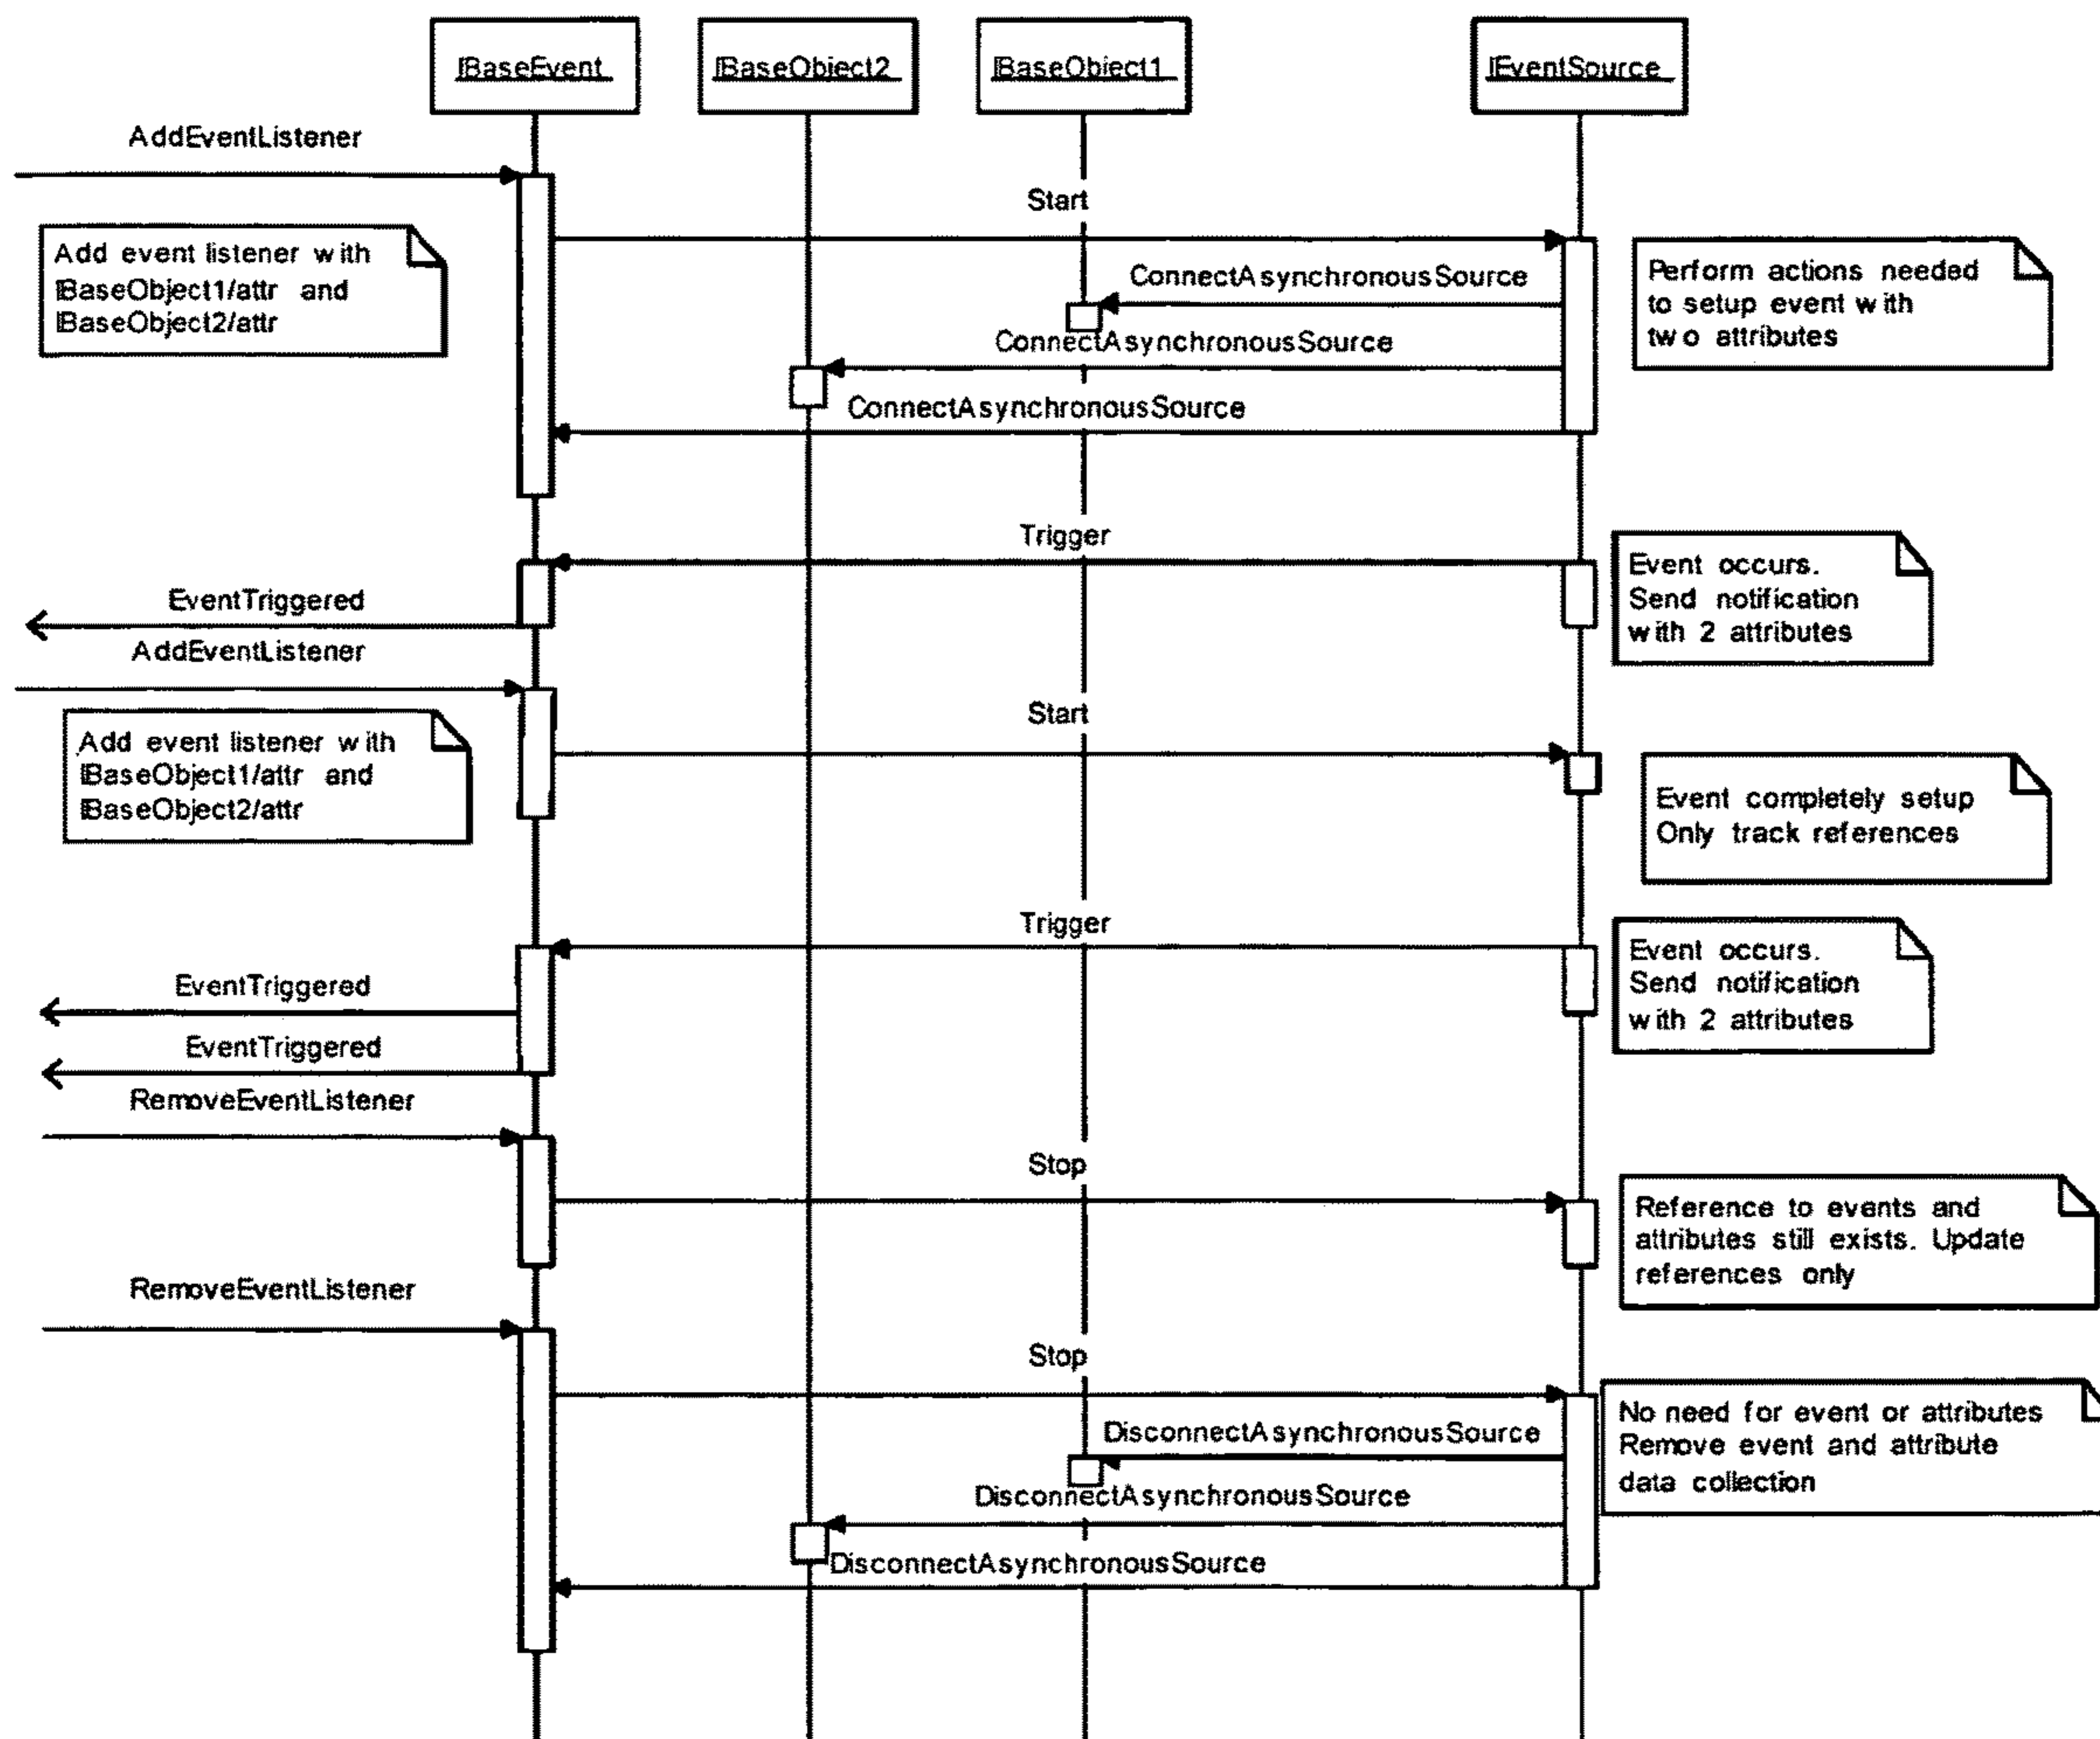 IBaseEvent
IBaseObject2
IBaseObject1
IEventSource
AddEventListener
Start
Add event listener with
IBaseObject1/attr and
IBaseObject2/attr
ConnectAsynchronousSource
Perform actions needed
to setup event with
two attributes
ConnectAsynchronousSource
ConnectAsynchronousSource
Trigger
Event occurs.
Send notification
with 2 attributes
EventTriggered
AddEventListener
Start
Add event listener with
IBaseObject1/attr and
IBaseObject2/attr
Event completely setup
Only track references
Trigger
Event occurs.
Send notification
with 2 attributes
EventTriggered
EventTriggered
RemoveEventListener
Stop
Reference to events and
attributes still exists. Update
references only
RemoveEventListener
Stop
No need for event or attributes
Remove event and attribute
data collection
DisconnectAsynchronousSource
DisconnectAsynchronousSource
DisconnectAsynchronousSource